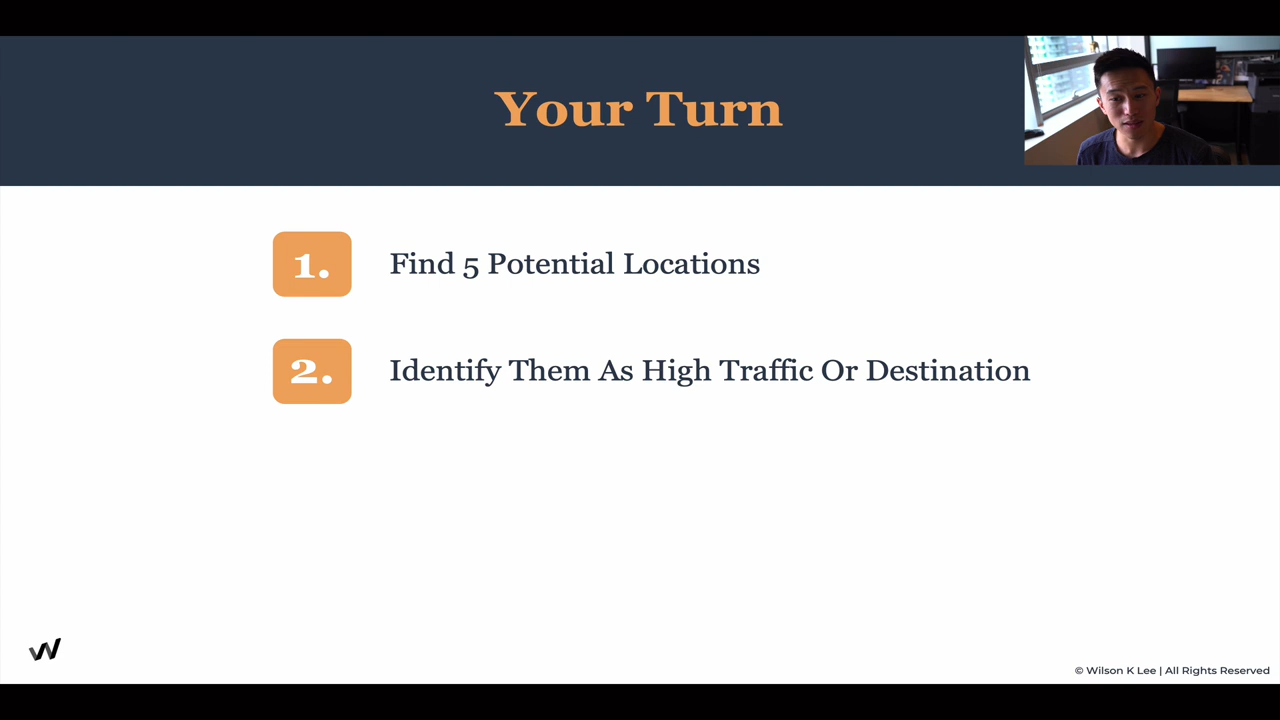 Your Turn
1.
Find 5 Potential Locations
2.
Identify Them As High Traffic Or Destination
© Wilson K Lee | All Rights Reserved